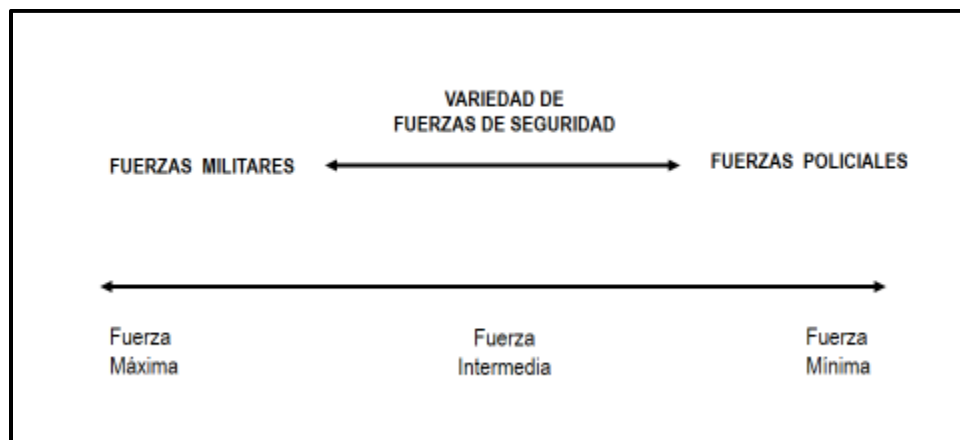 VARIEDAD DE
FUERZAS DE SEGURIDAD
FUERZAS MILITARES
FUERZAS POLICIALES
Fuerza
Máxima
Fuerza
Intermedia
Fuerza
Mínima